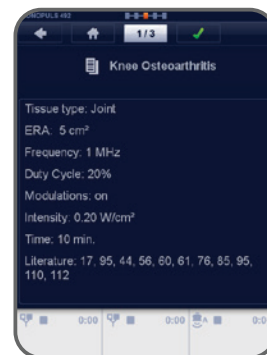 SONOPULS 492
1/3
Knee Osteoarthritis
Tissue type: Joint
ERA: 5 cm²
Frequency: 1 MHz
Duty Cycle: 20%
Modulations: on
Intensity: 0.20 W/cm²
Time: 10 min.
Literature: 17, 95, 44, 56, 60, 61, 76, 85, 95,
110, 112
0:00 0:00 A 0:0